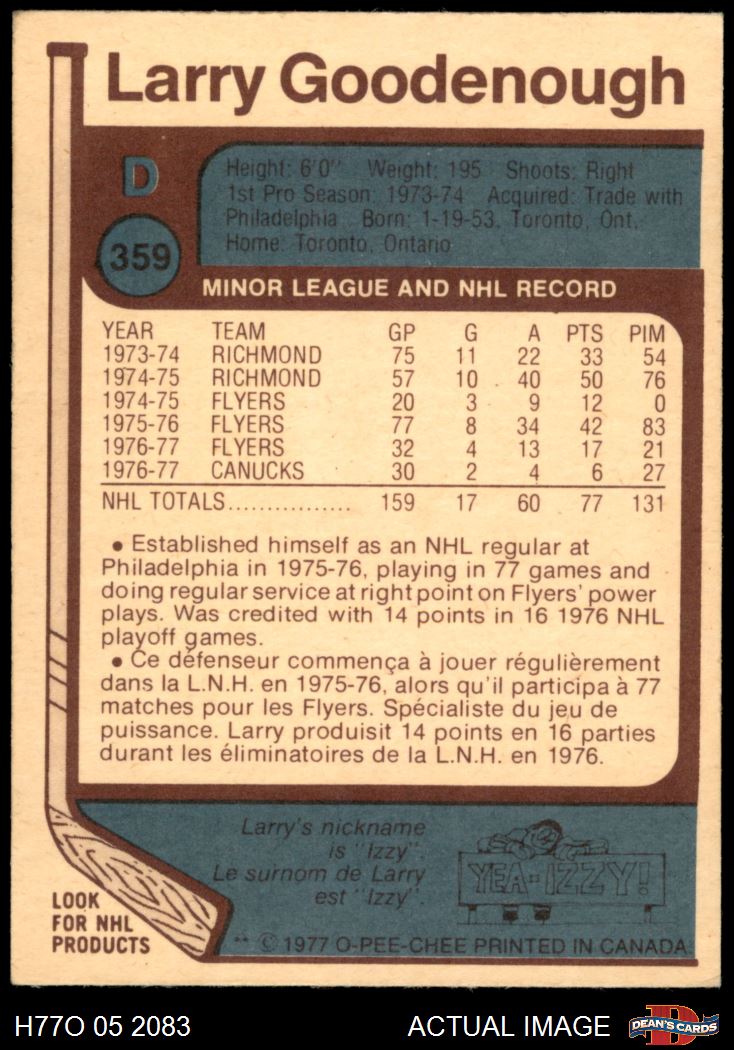 Larry Goodenough
D
Height: 6'0" Weight: 195 Shoots: Right
1st Pro Season: 1973-74 Acquired: Trade with
Philadelphia Born: 1-19-53, Toronto, Ont.
Home: Toronto, Ontario
359
MINOR LEAGUE AND NHL RECORD
YEAR TEAM GP G A PTS PIM
1973-74 RICHMOND 75 11 22 33 54
1974-75 RICHMOND 57 10 40 50 76
1974-75 FLYERS 20 3 9 12 0
1975-76 FLYERS 77 8 34 42 83
1976-77 FLYERS 32 4 13 17 21
1976-77 CANUCKS 30 2 4 6 27
NHL TOTALS................ 159 17 60 77 131
• Established himself as an NHL regular at
Philadelphia in 1975-76, playing in 77 games and
doing regular service at right point on Flyers' power
plays. Was credited with 14 points in 16 1976 NHL
playoff games.
• Ce défenseur commença à jouer régulièrement
dans la L.N.H. en 1975-76, alors qu'il participa à 77
matches pour les Flyers. Spécialiste du jeu de
puissance. Larry produisit 14 points en 16 parties
durant les éliminatoires de la L.N.H. en 1976.
Larry's nickname
is "Izzy".
Le surnom de Larry
est "Izzy".
YEA-IZZY!
LOOK
FOR NHL
PRODUCTS
** © 1977 O-PEE-CHEE PRINTED IN CANADA
H77O 05 2083 ACTUAL IMAGE
D
DEAN'S CARDS